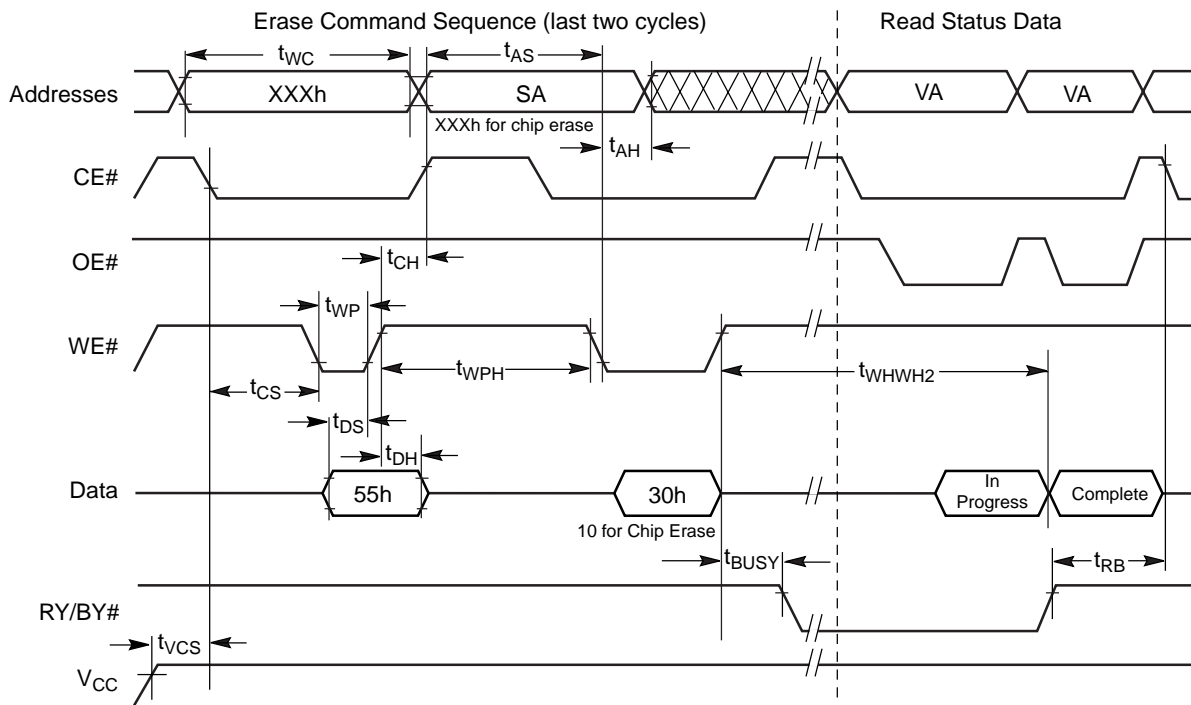 Erase Command Sequence (last two cycles)
Read Status Data
tWC
tAS
Addresses
XXXh
SA
VA
VA
XXXh for chip erase
tAH
CE#
OE#
tCH
tWP
WE#
tWPH
tWHWH2
tCS
tDS
tDH
Data
55h
30h
In
Progress
Complete
10 for Chip Erase
tBUSY
tRB
RY/BY#
tVCS
VCC